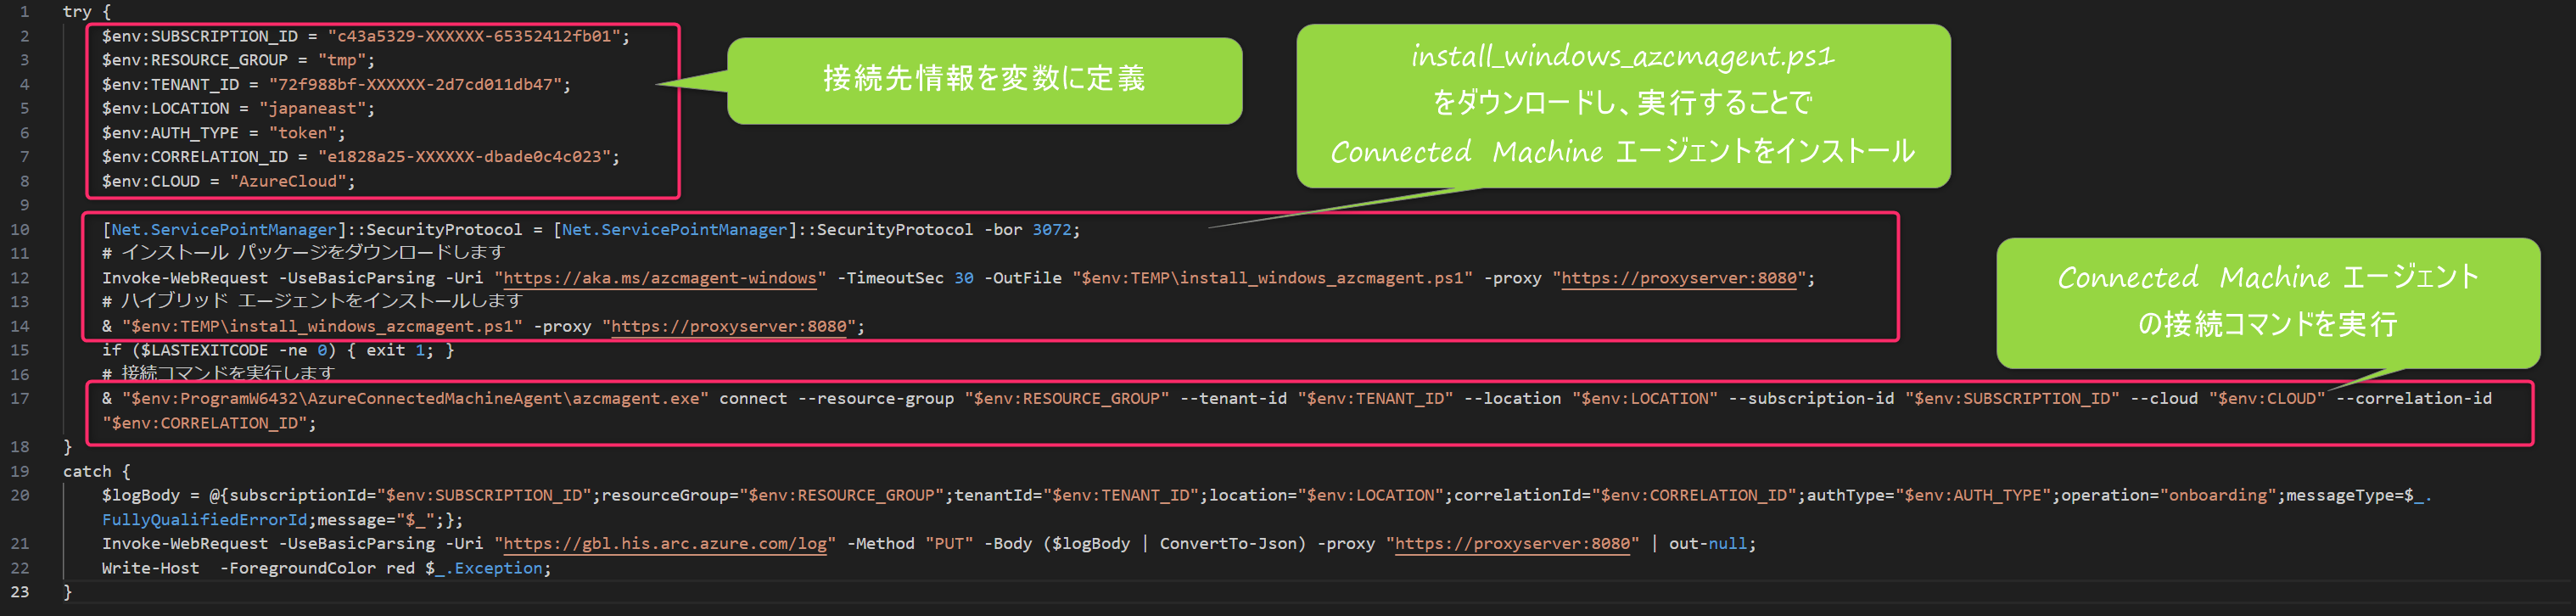 1 try {
2 $env:SUBSCRIPTION_ID = "c43a5329-XXXXXX-65352412fb01";
3 $env:RESOURCE_GROUP = "tmp";
4 $env:TENANT_ID = "72f988bf-XXXXXX-2d7cd011db47";
5 $env:LOCATION = "japaneast";
6 $env:AUTH_TYPE = "token";
7 $env:CORRELATION_ID = "e1828a25-XXXXXX-dbade0c4c023";
8 $env:CLOUD = "AzureCloud";
接続先情報を変数に定義
install_windows_azcmagent.ps1
をダウンロードし、実行することで
Connected Machine エージェントをインストール
9
10 [Net.ServicePointManager]::SecurityProtocol = [Net.ServicePointManager]::SecurityProtocol -bor 3072;
11 # インストール パッケージをダウンロードします
12 Invoke-WebRequest -UseBasicParsing -Uri "https://aka.ms/azcmagent-windows" -TimeoutSec 30 -OutFile "$env:TEMP\install_windows_azcmagent.ps1" -proxy "https://proxyserver:8080";
13 # ハイブリッド エージェントをインストールします
14 & "$env:TEMP\install_windows_azcmagent.ps1" -proxy "https://proxyserver:8080";
Connected Machine エージェント
の接続コマンドを実行
15 if ($LASTEXITCODE -ne 0) { exit 1; }
16 # 接続コマンドを実行します
17 & "$env:ProgramW6432\AzureConnectedMachineAgent\azcmagent.exe" connect --resource-group "$env:RESOURCE_GROUP" --tenant-id "$env:TENANT_ID" --location "$env:LOCATION" --subscription-id "$env:SUBSCRIPTION_ID" --cloud "$env:CLOUD" --correlation-id
"$env:CORRELATION_ID";
18 }
19 catch {
20 $logBody = @{subscriptionId="$env:SUBSCRIPTION_ID";resourceGroup="$env:RESOURCE_GROUP";tenantId="$env:TENANT_ID";location="$env:LOCATION";correlationId="$env:CORRELATION_ID";authType="$env:AUTH_TYPE";operation="onboarding";messageType=$_.
FullyQualifiedErrorId;message="$_";};
21 Invoke-WebRequest -UseBasicParsing -Uri "https://gbl.his.arc.azure.com/log" -Method "PUT" -Body ($logBody | ConvertTo-Json) -proxy "https://proxyserver:8080" | out-null;
22 Write-Host  -ForegroundColor red $_.Exception;
23 }